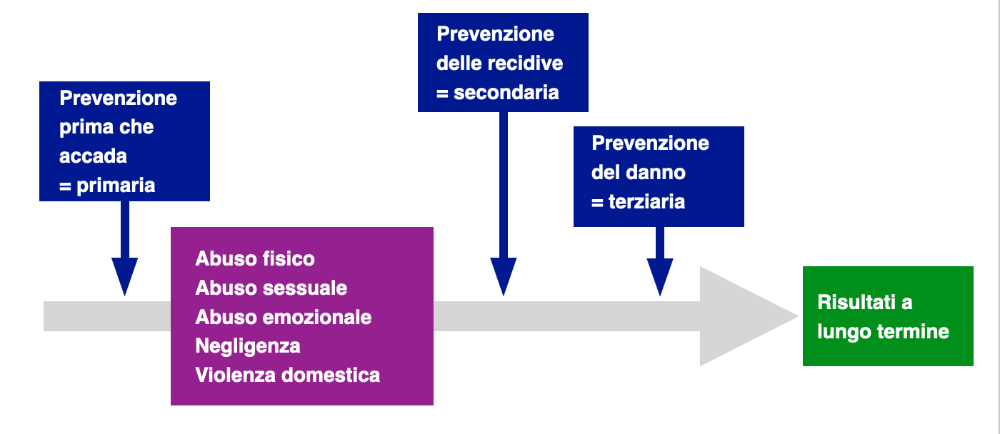 Prevenzione
prima che
accada
= primaria
Prevenzione
delle recidive
= secondaria
Prevenzione
del danno
= terziaria
Abuso fisico
Abuso sessuale
Abuso emozionale
Negligenza
Violenza domestica
Risultati a
lungo termine